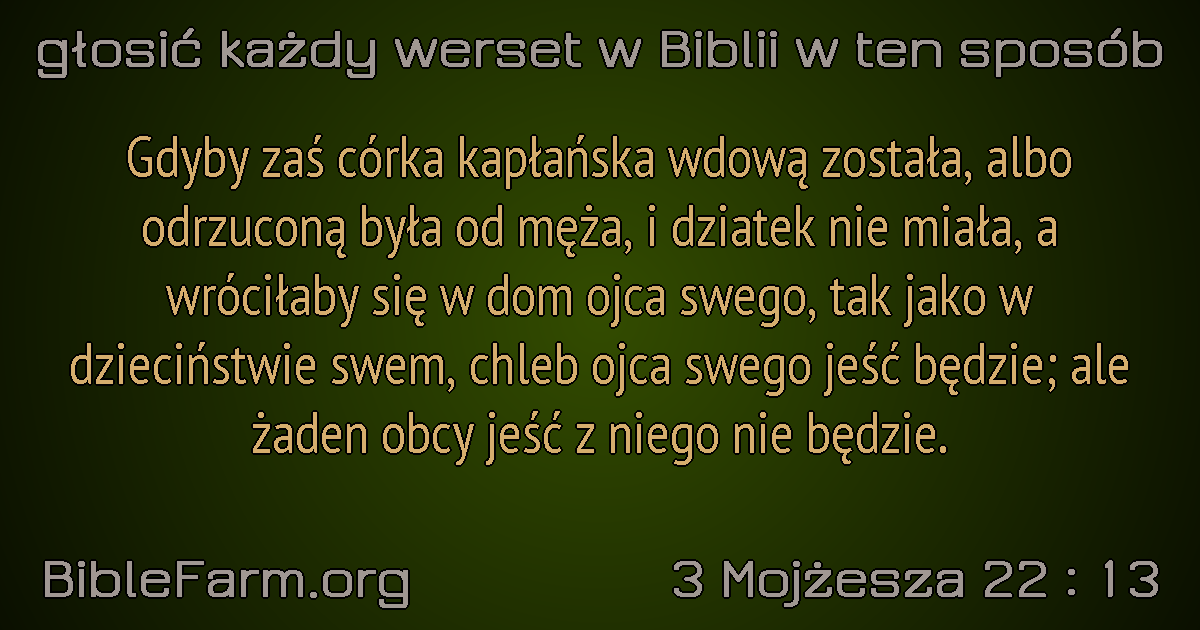 głosić każdy werset w Biblii w ten sposób
Gdyby zaś córka kapłańska wdową została, albo
odrzuconą była od męża, i dziatek nie miała, a
wróciłaby się w dom ojca swego, tak jako w
dzieciństwie swem, chleb ojca swego jeść będzie; ale
żaden obcy jeść z niego nie będzie.
BibleFarm.org
3 Mojżesza 22 : 13